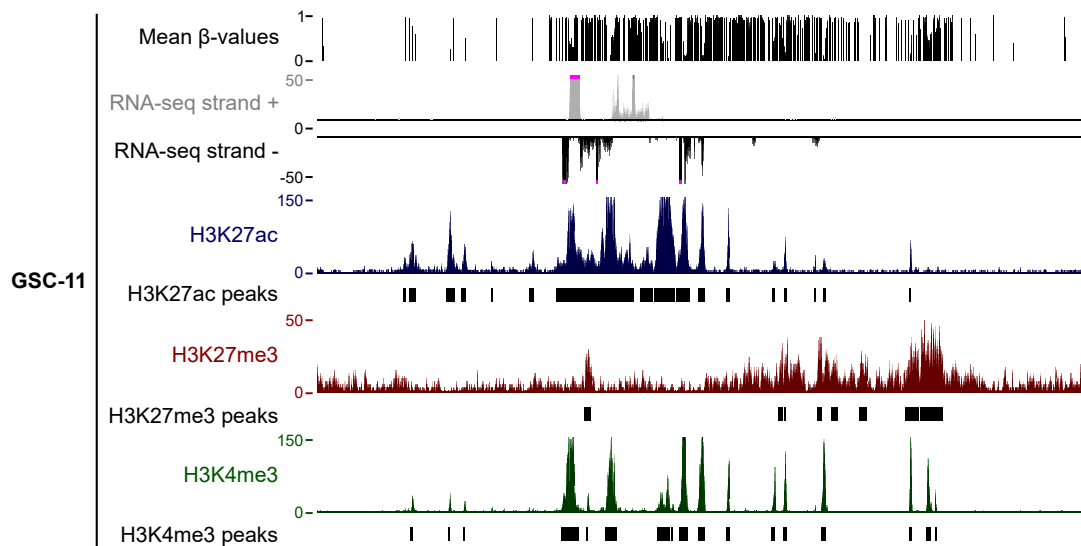 Mean β-values
1
0
RNA-seq strand +
50
0
RNA-seq strand -
-50
H3K27ac
150
0
GSC-11
H3K27ac peaks
H3K27me3
50
0
H3K27me3 peaks
H3K4me3
150
0
H3K4me3 peaks